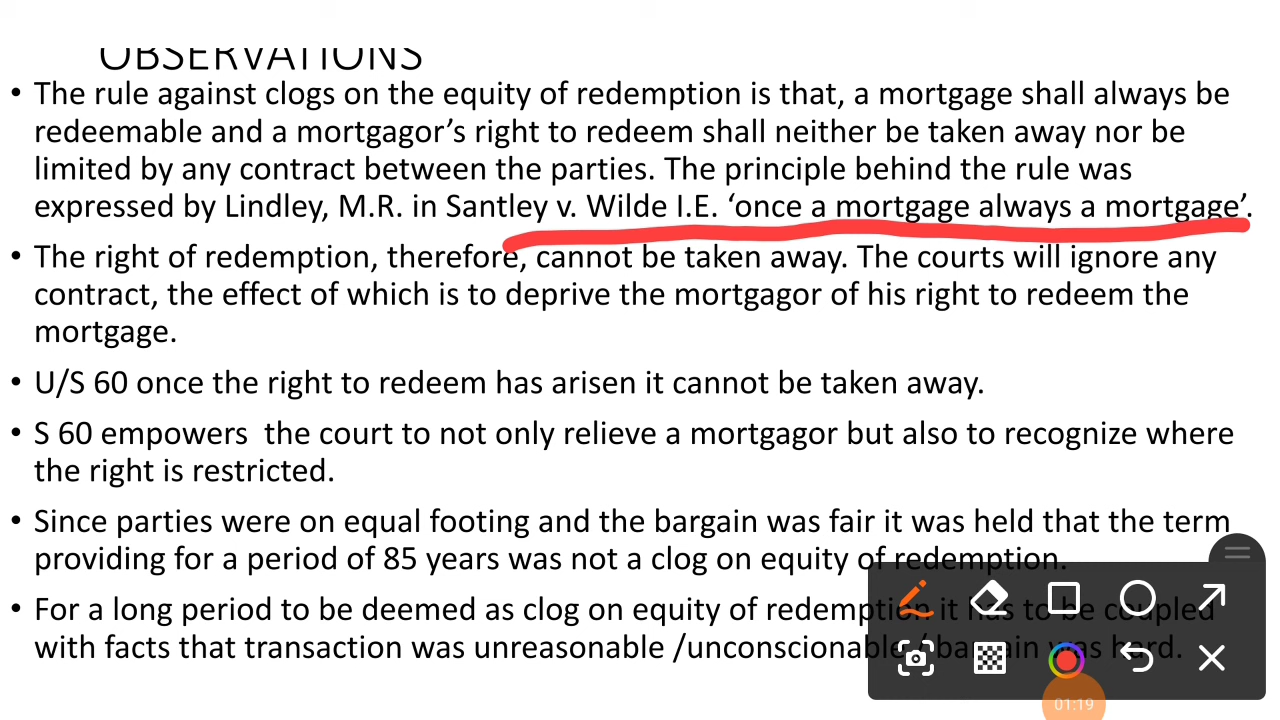 OBSERVATIONS
• The rule against clogs on the equity of redemption is that, a mortgage shall always be
redeemable and a mortgagor’s right to redeem shall neither be taken away nor be
limited by any contract between the parties. The principle behind the rule was
expressed by Lindley, M.R. in Santley v. Wilde I.E. ‘once a mortgage always a mortgage’.
• The right of redemption, therefore, cannot be taken away. The courts will ignore any
contract, the effect of which is to deprive the mortgagor of his right to redeem the
mortgage.
• U/S 60 once the right to redeem has arisen it cannot be taken away.
• S 60 empowers  the court to not only relieve a mortgagor but also to recognize where
the right is restricted.
• Since parties were on equal footing and the bargain was fair it was held that the term
providing for a period of 85 years was not a clog on equity of redemption.
• For a long period to be deemed as clog on equity of redemption it has to be coupled
with facts that transaction was unreasonable /unconscionable / bargain was hard.
01:19